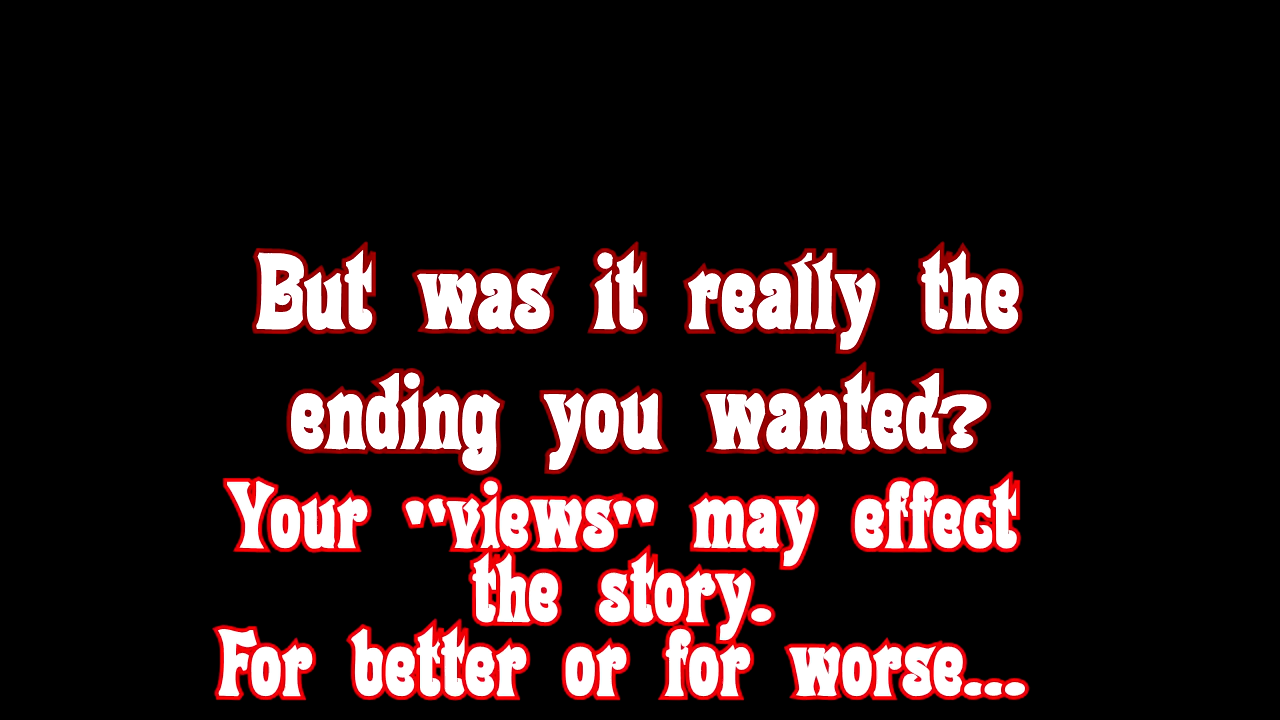 But was it really the
ending you wanted?
Your "views" may effect
the story.
For better or for worse...